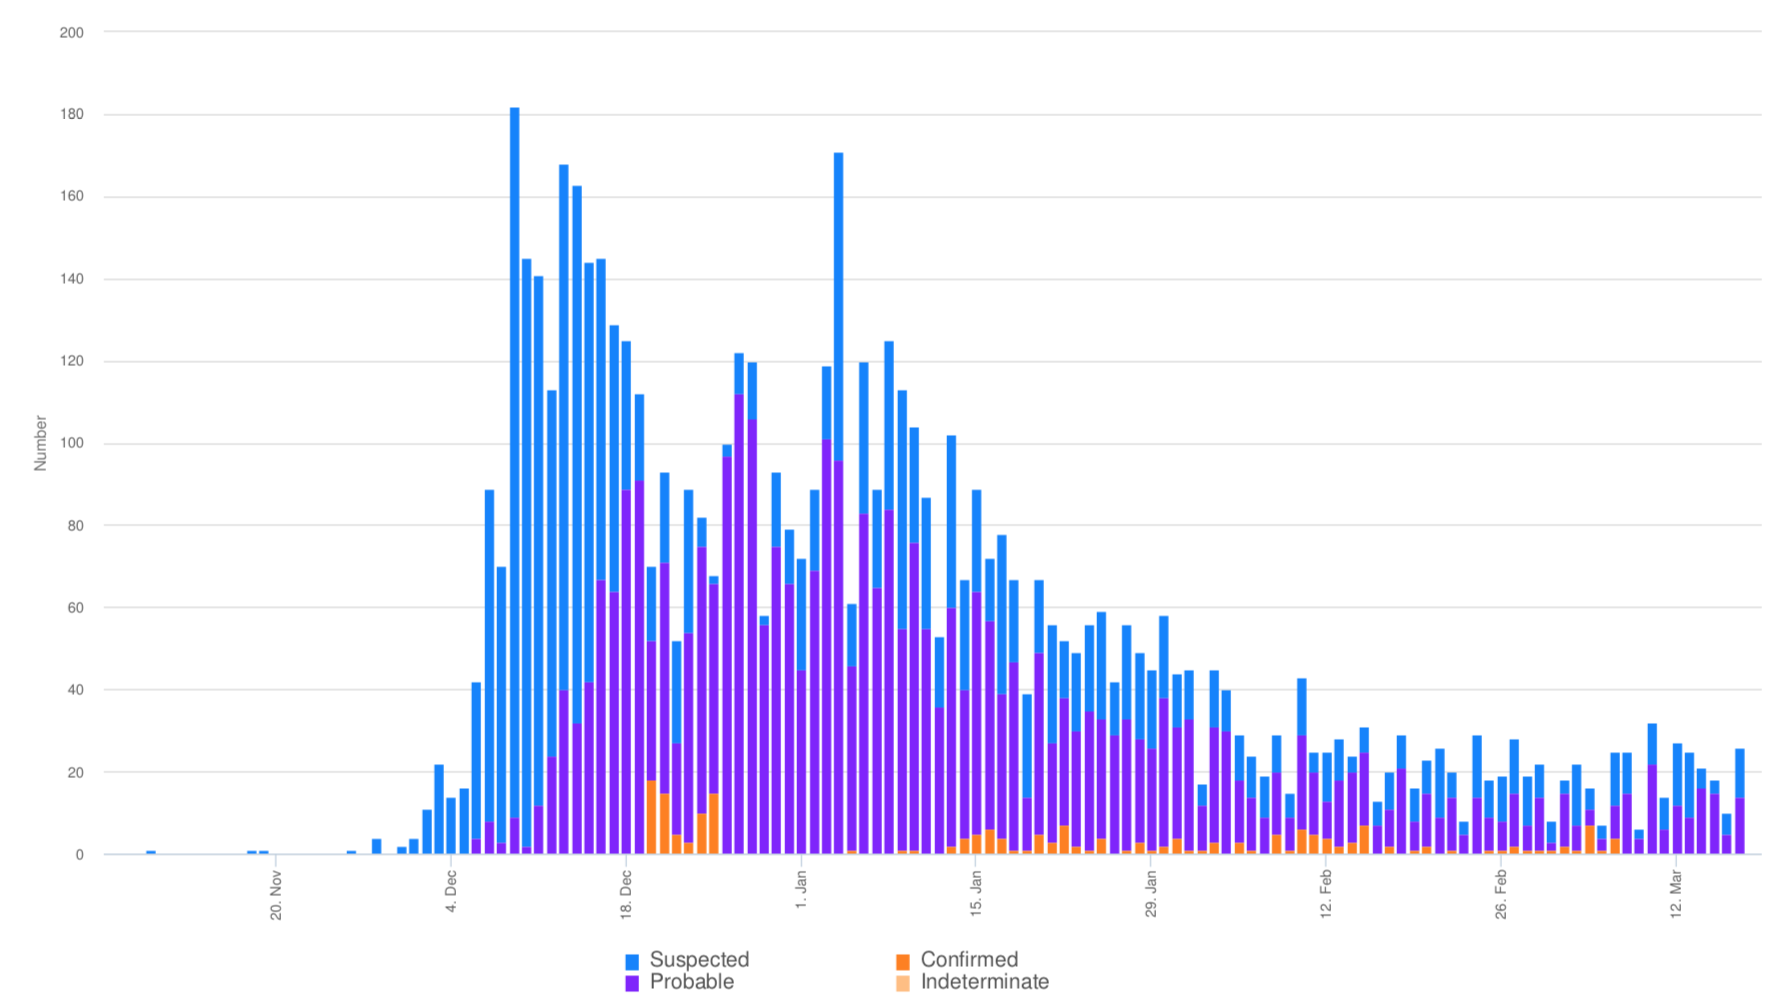 200
180
160
140
120
100
80
60
40
20
0
Number
20. Nov
4. Dec
18. Dec
1. Jan
15. Jan
29. Jan
12. Feb
26. Feb
12. Mar
Suspected
Confirmed
Probable
Indeterminate